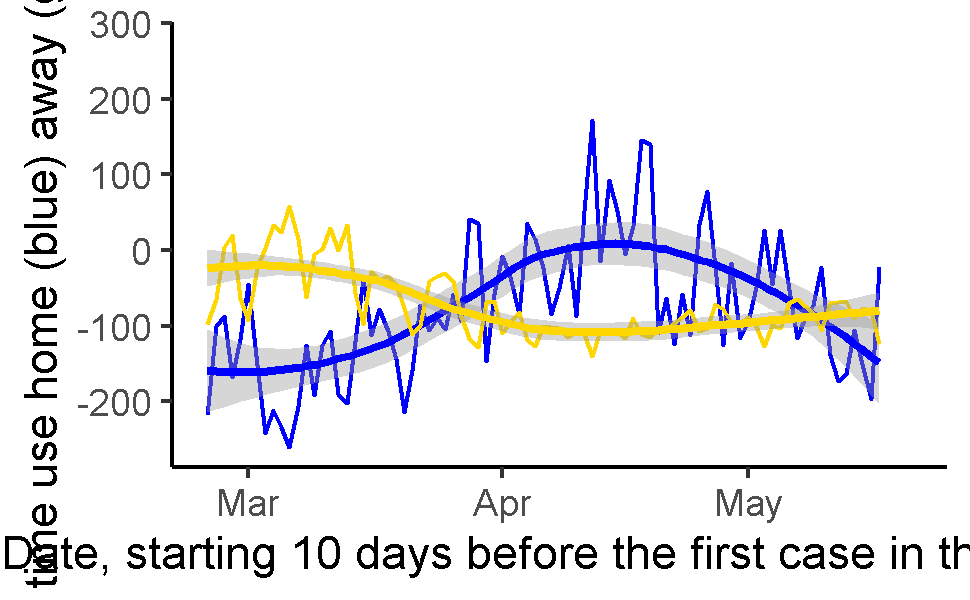 time use home (blue) away (
300
200
100
0
-100
-200
Mar Apr May
Date, starting 10 days before the first case in th